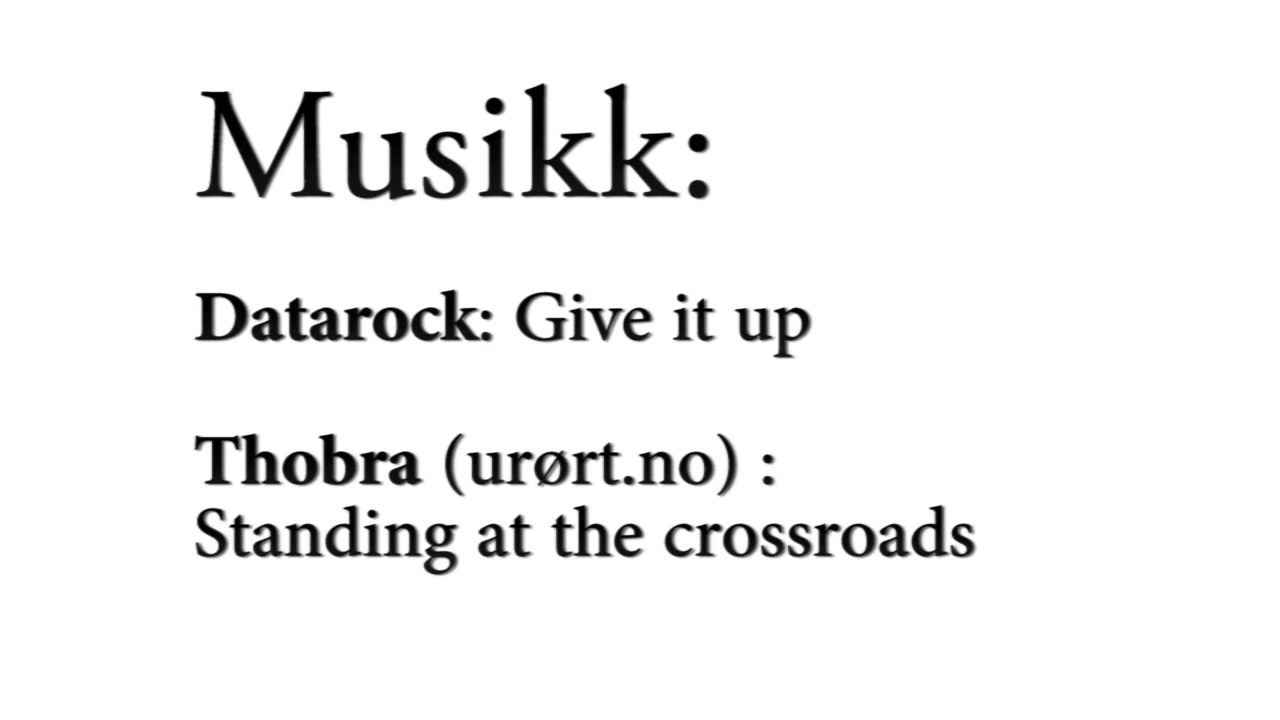 Musikk:
Datarock: Give it up
Thobra (urørt.no) :
Standing at the crossroads